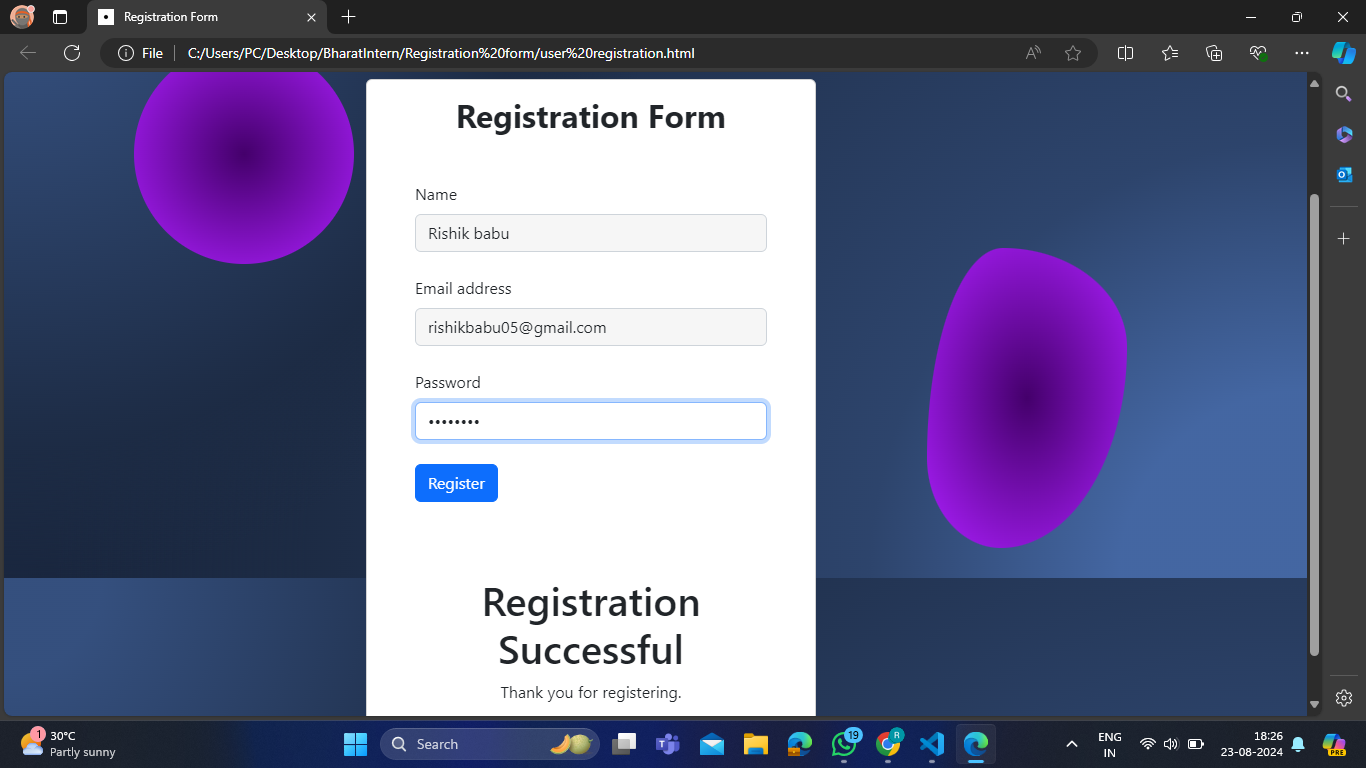 Registration Form
File
C:/Users/PC/Desktop/BharatIntern/Registration%20form/user%20registration.html
Registration Form
Name
Rishik babu
Email address
rishikbabu05@gmail.com
Password
••••••••
Register
Registration
Successful
Thank you for registering.
1
30°C
Partly sunny
Search
19
R
ENG
IN
18:26
23-08-2024
PRE